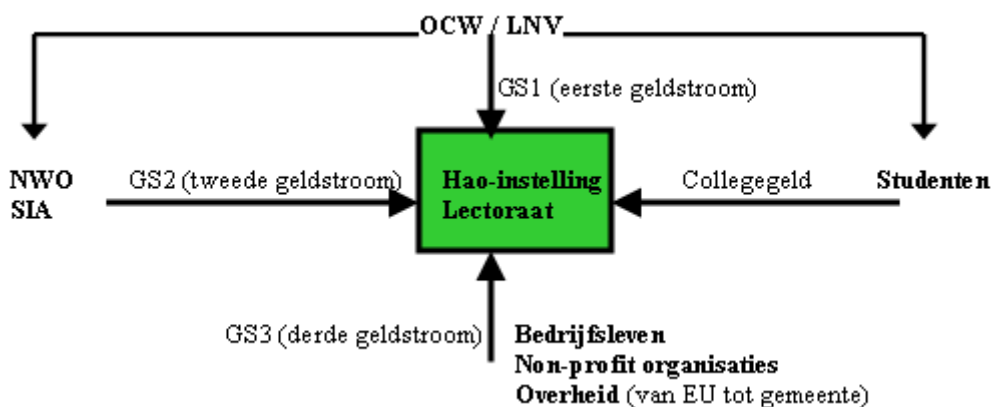 OCW / LNV
GS1 (eerste geldstroom)
NWO
SIA
GS2 (tweede geldstroom)
Hao-instelling
Lectoraat
Collegegeld
Studenten
GS3 (derde geldstroom)
Bedrijfsleven
Non-profit organisaties
Overheid (van EU tot gemeente)